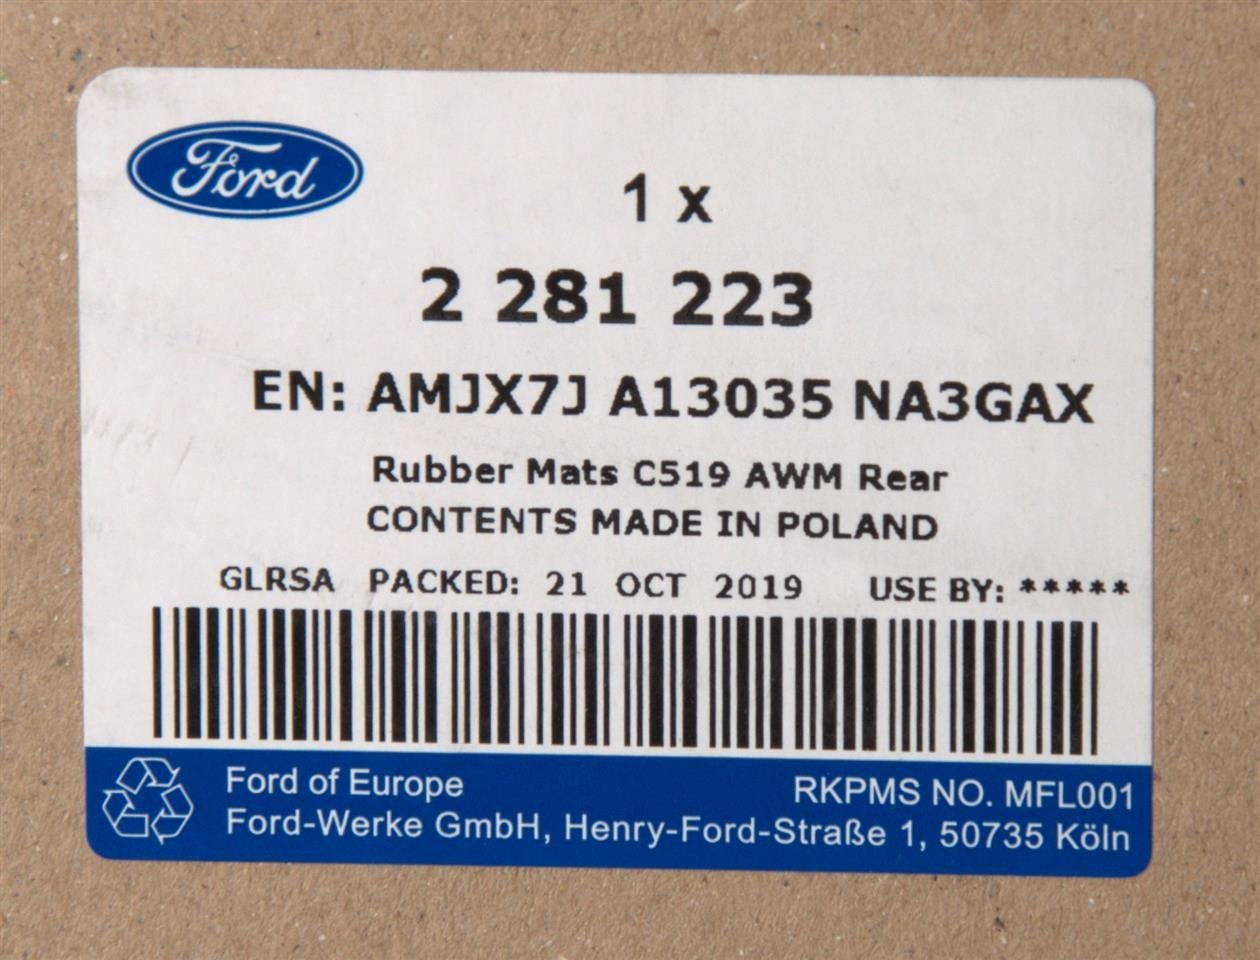 Ford
1 x
2 281 223
EN: AMJX7J A13035 NA3GAX
Rubber Mats C519 AWM Rear
CONTENTS MADE IN POLAND
GLRSA PACKED: 21 OCT 2019 USE BY: *****
Ford of Europe RKPMS NO. MFL001
Ford-Werke GmbH, Henry-Ford-Straße 1, 50735 Köln